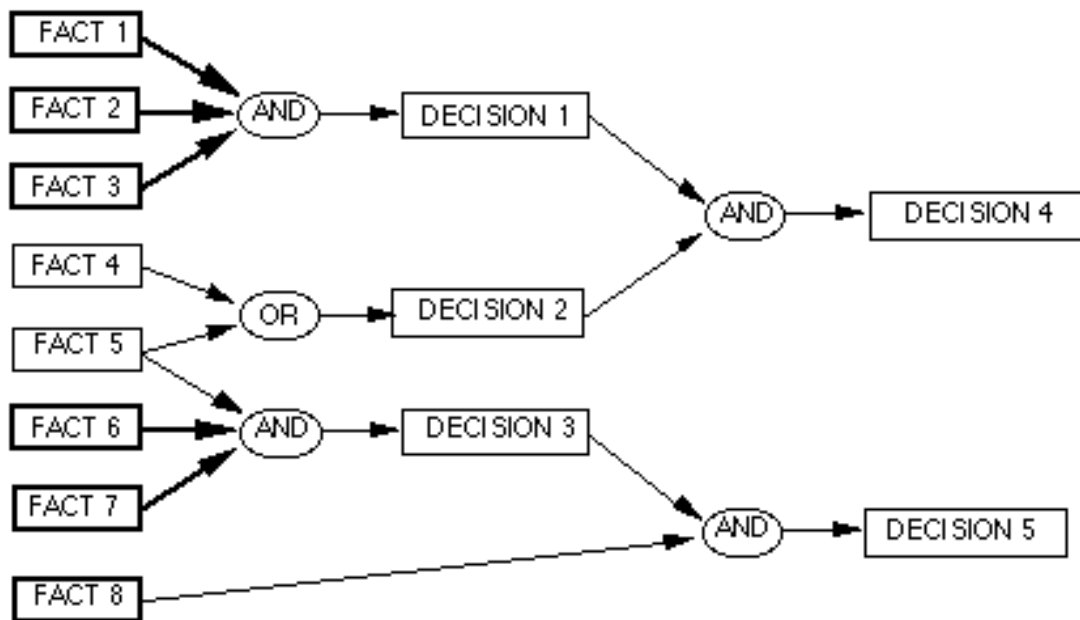 FACT 1
FACT 2
AND
DECISION 1
FACT 3
AND
DECISION 4
FACT 4
OR
DECISION 2
FACT 5
FACT 6
AND
DECISION 3
FACT 7
AND
DECISION 5
FACT 8